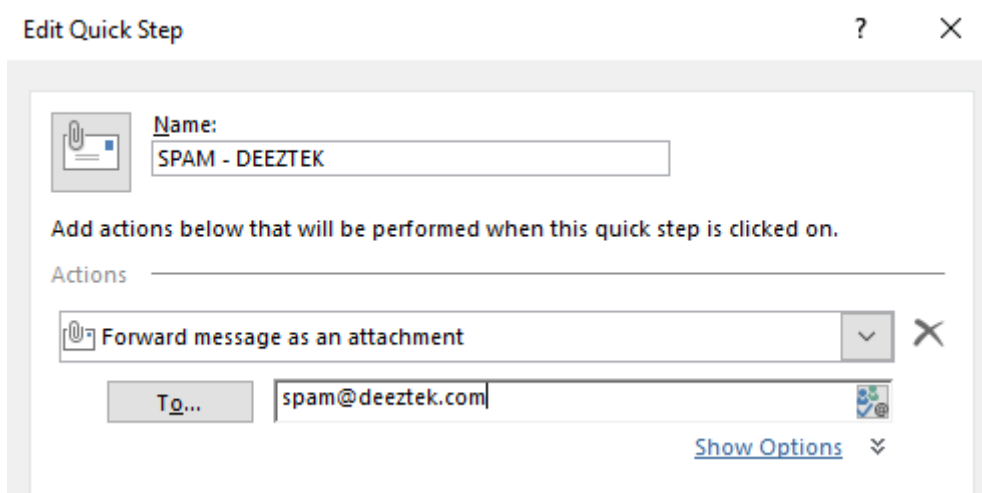 Edit Quick Step ?
Name:
SPAM - DEEZTEK
Add actions below that will be performed when this quick step is clicked on.
Actions
Forward message as an attachment
To... spam@deeztek.com
Show Options